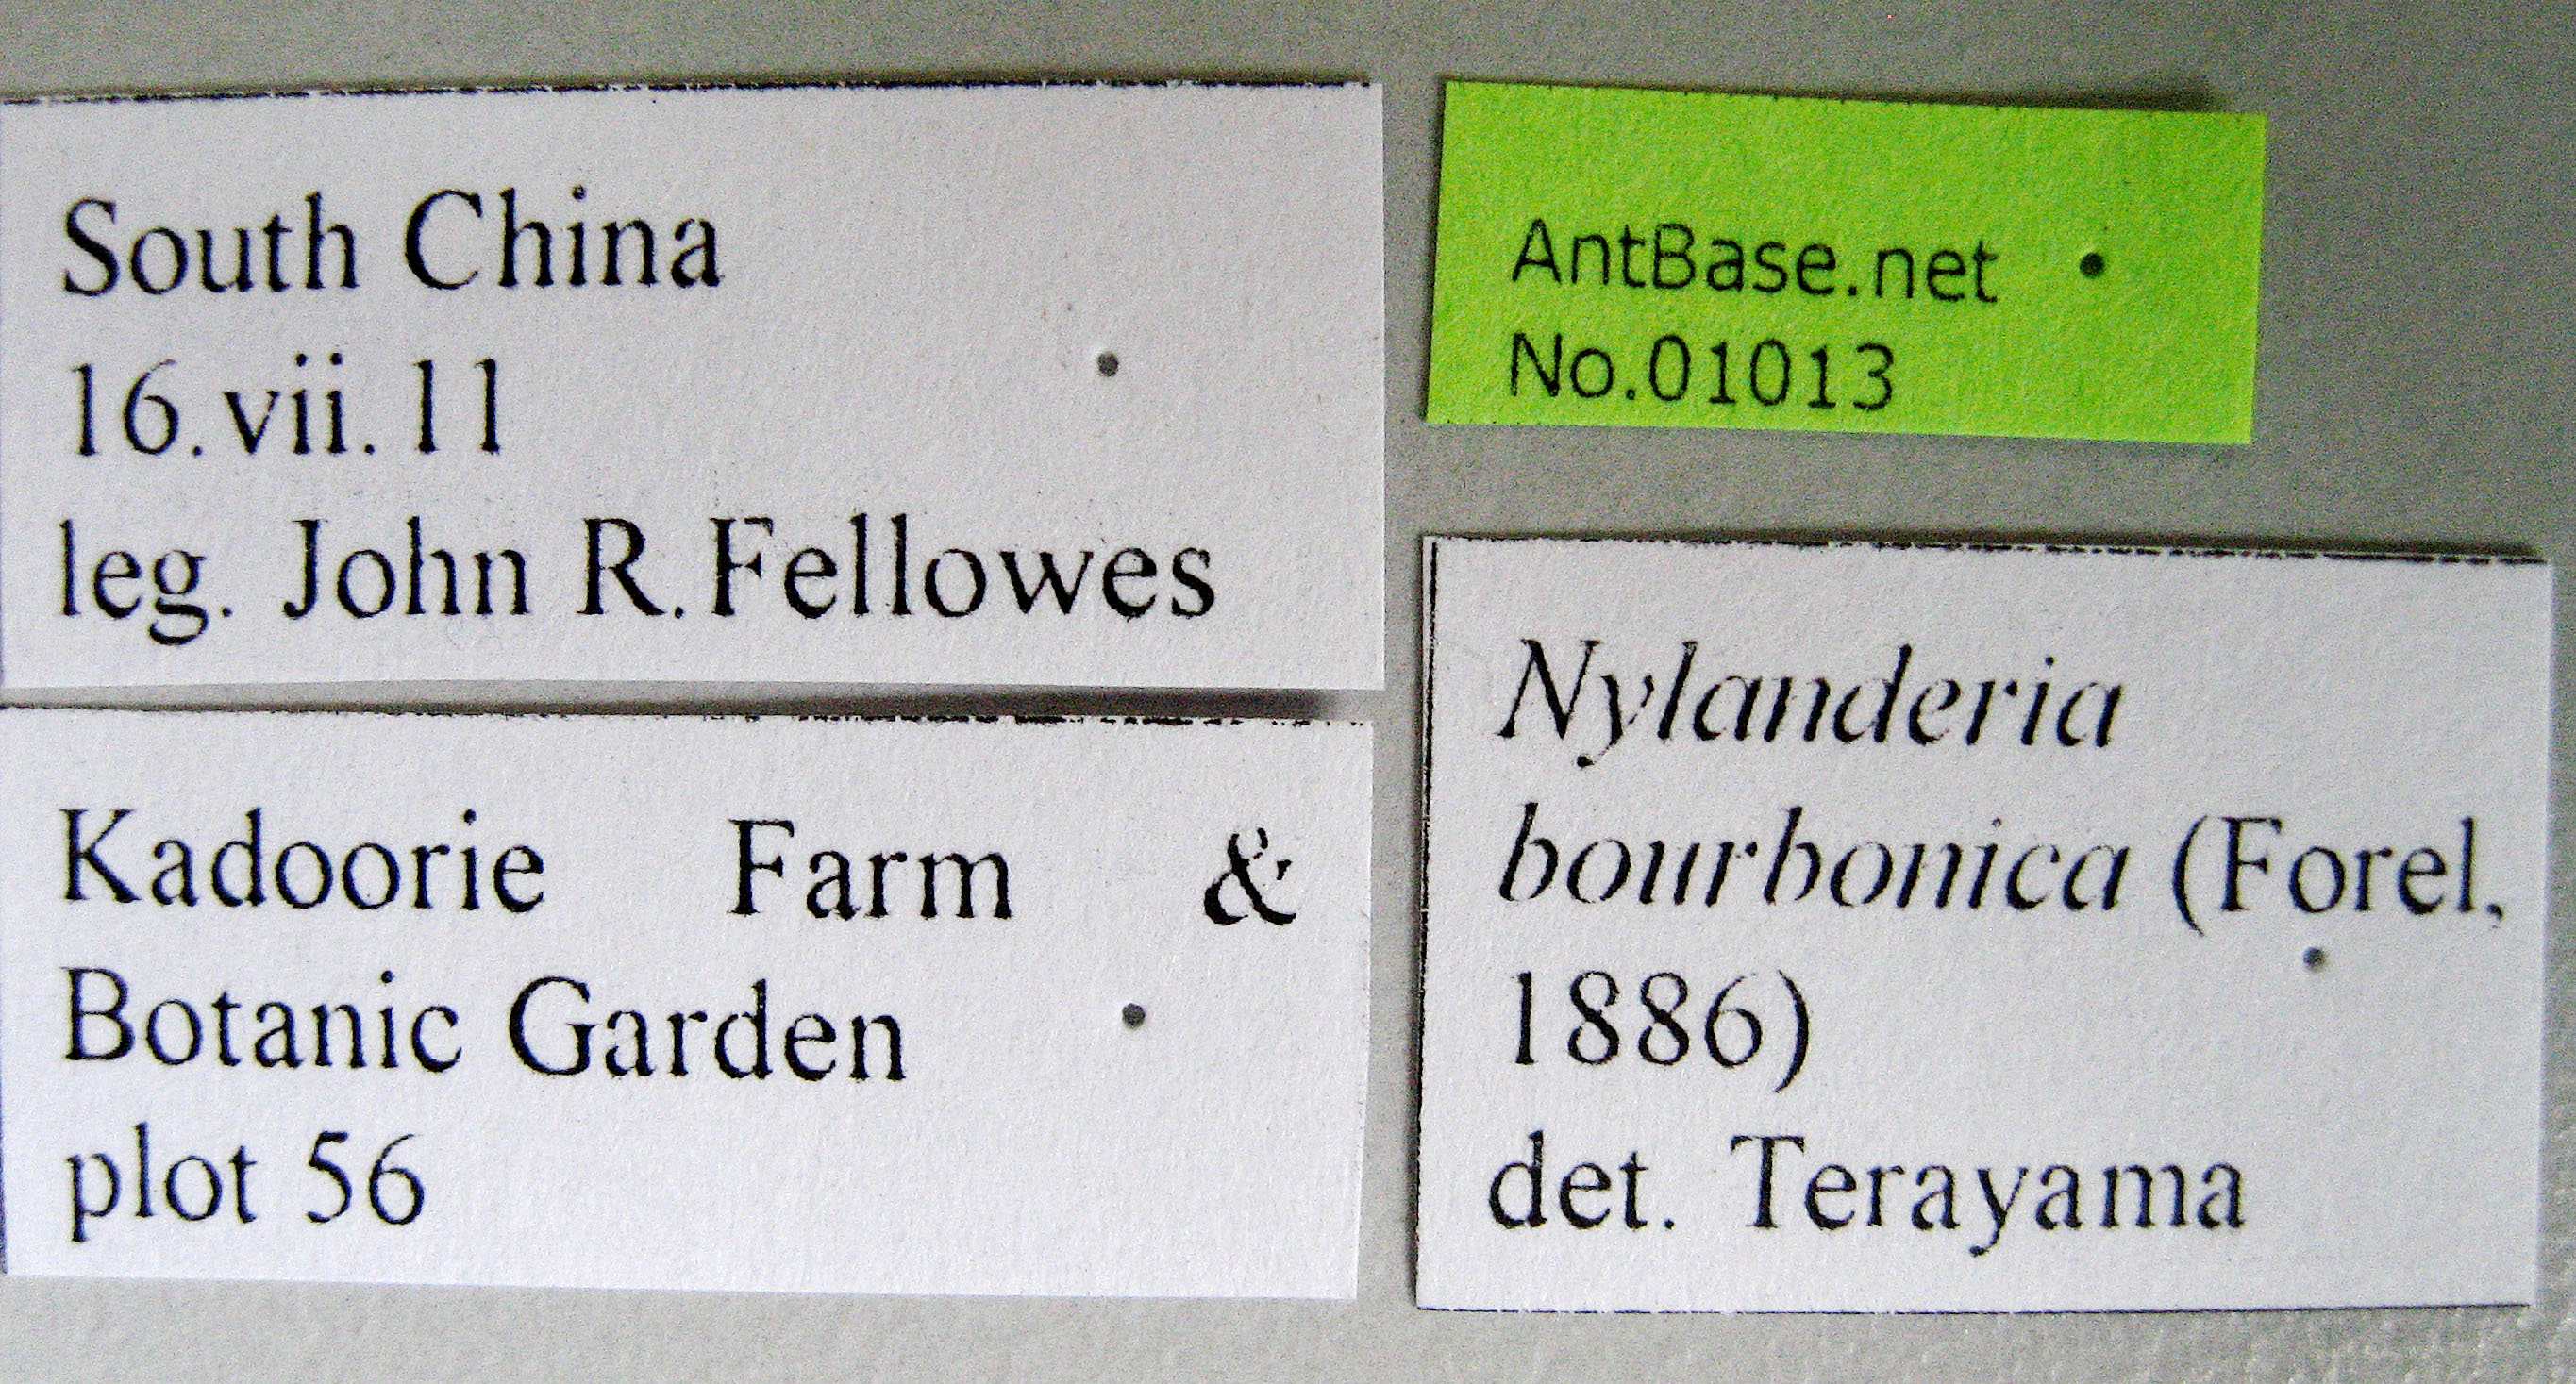 South China
16.vii.11
leg. John R.Fellowes
Kadoorie Farm &
Botanic Garden
plot 56
AntBase.net
No.01013
Nylanderia
bourbonica (Forel,
1886)
det. Terayama